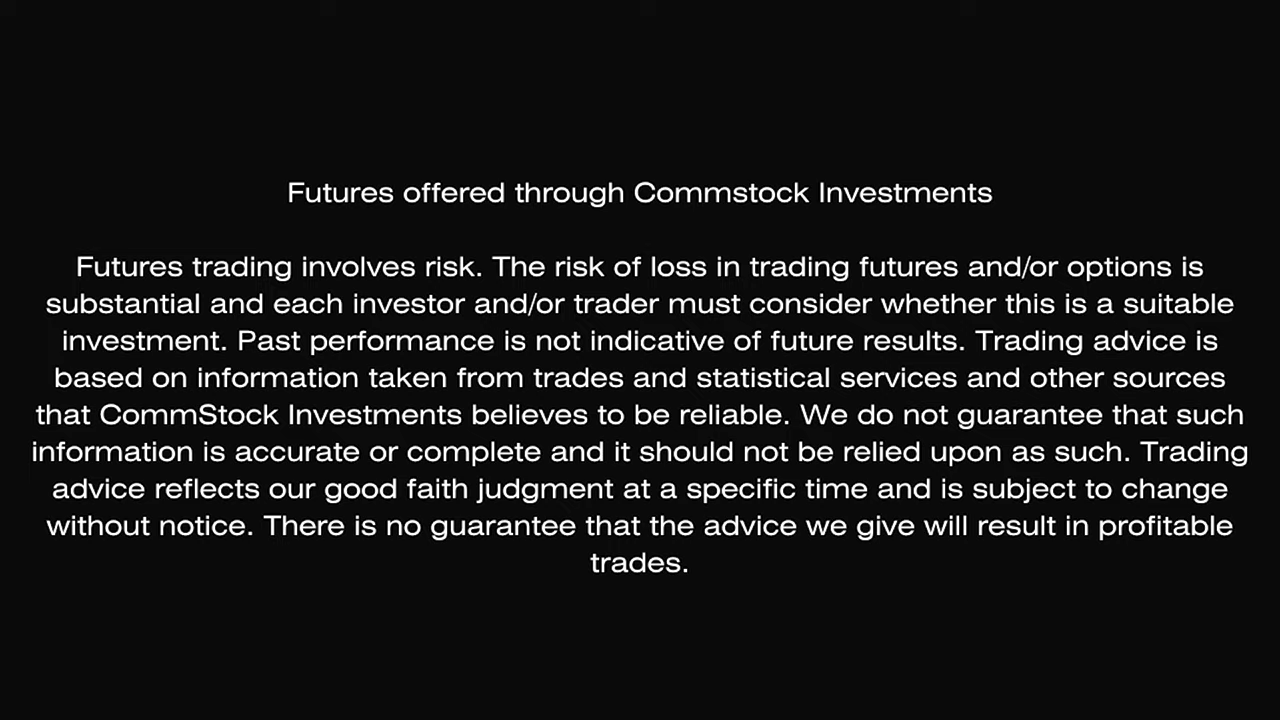 Futures offered through Commstock Investments
Futures trading involves risk. The risk of loss in trading futures and/or options is
substantial and each investor and/or trader must consider whether this is a suitable
investment. Past performance is not indicative of future results. Trading advice is
based on information taken from trades and statistical services and other sources
that CommStock Investments believes to be reliable. We do not guarantee that such
information is accurate or complete and it should not be relied upon as such. Trading
advice reflects our good faith judgment at a specific time and is subject to change
without notice. There is no guarantee that the advice we give will result in profitable
trades.